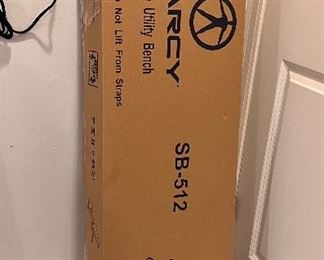 ARCY
Utility Bench
Not Lift From Straps
SB-512